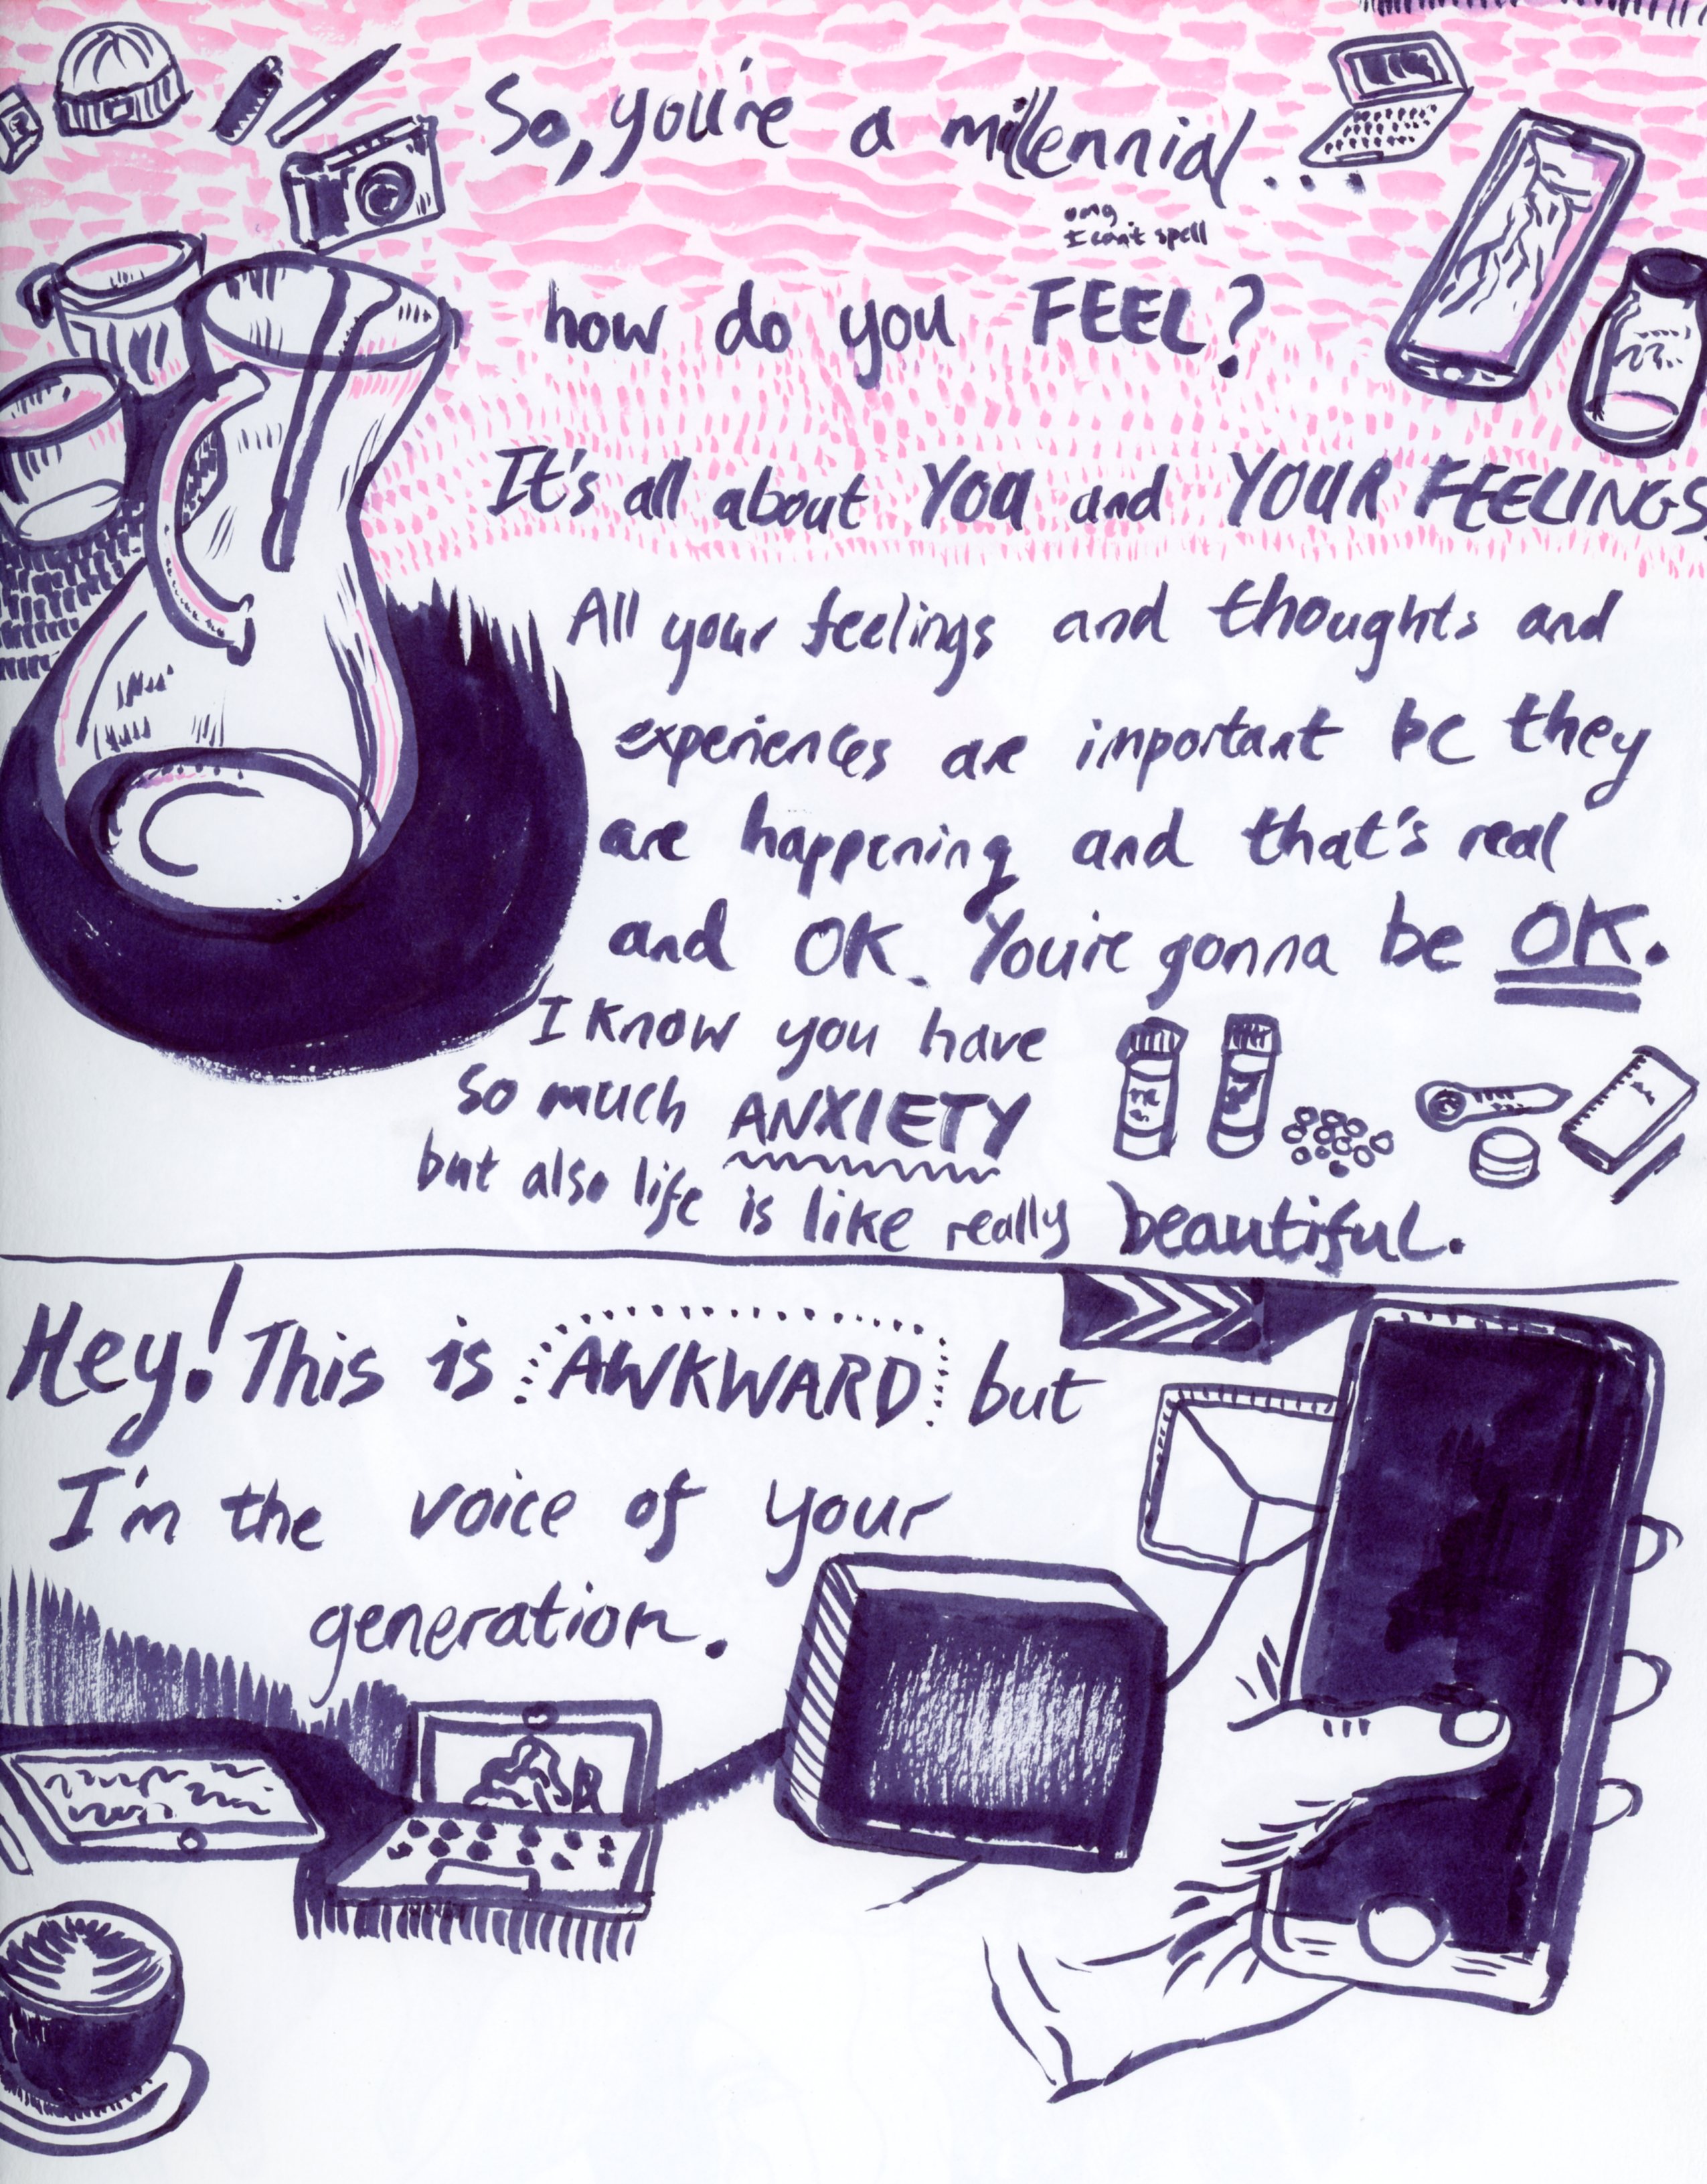 So, you're a millennial...
omg
I can't spell
how do you FEEL?
It's all about YOU and YOUR FEELINGS.
All your feelings and thoughts and
experiences are important bc they
are happening and that's real
and OK. You're gonna be OK.
I know you have
so much ANXIETY
but also life is like really beautiful.
Hey! This is AWKWARD but
I'm the voice of your
generation.